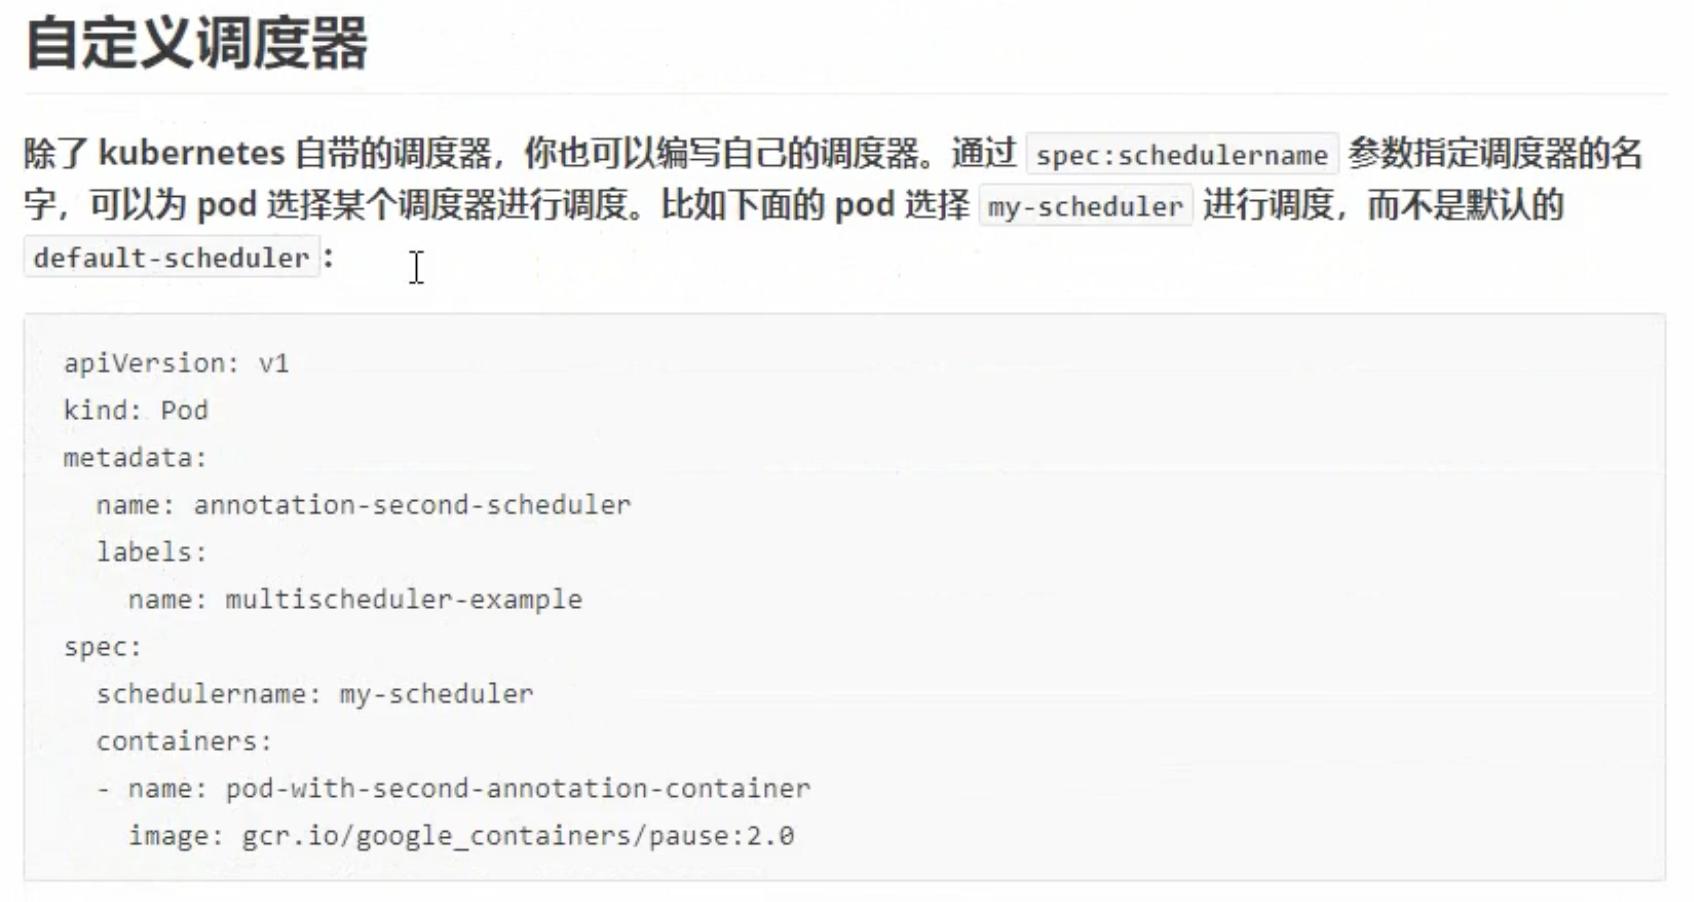 自定义调度器
除了 kubernetes 自带的调度器，你也可以编写自己的调度器。通过 spec:schedulername 参数指定调度器的名
字，可以为 pod 选择某个调度器进行调度。比如下面的 pod 选择 my-scheduler 进行调度，而不是默认的
default-scheduler：
apiVersion: v1
kind: Pod
metadata:
  name: annotation-second-scheduler
  labels:
    name: multischeduler-example
spec:
  schedulername: my-scheduler
  containers:
  - name: pod-with-second-annotation-container
    image: gcr.io/google_containers/pause:2.0